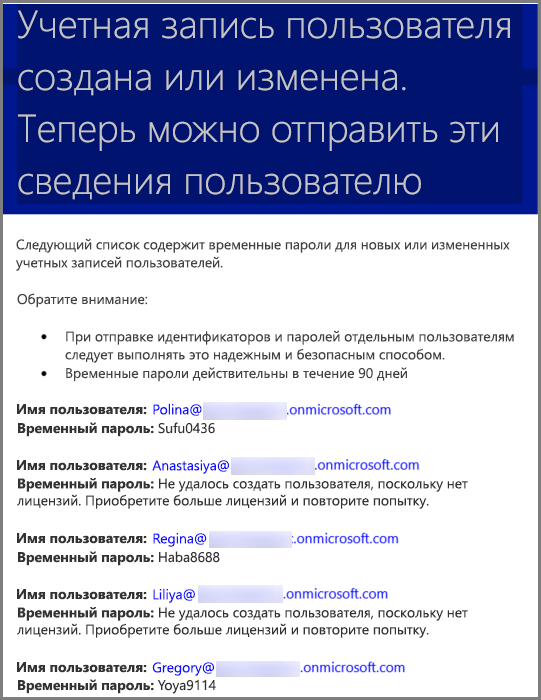 Учетная запись пользователя
создана или изменена.
Теперь можно отправить эти
сведения пользователю
Следующий список содержит временные пароли для новых или измененных
учетных записей пользователей.
Обратите внимание:
• При отправке идентификаторов и паролей отдельным пользователям
следует выполнять это надежным и безопасным способом.
• Временные пароли действительны в течение 90 дней
Имя пользователя: Polina@ .onmicrosoft.com
Временный пароль: Sufu0436
Имя пользователя: Anastasiya@ .onmicrosoft.com
Временный пароль: Не удалось создать пользователя, поскольку нет
лицензий. Приобретите больше лицензий и повторите попытку.
Имя пользователя: Regina@ .onmicrosoft.com
Временный пароль: Haba8688
Имя пользователя: Liliya@ .onmicrosoft.com
Временный пароль: Не удалось создать пользователя, поскольку нет
лицензий. Приобретите больше лицензий и повторите попытку.
Имя пользователя: Gregory@ .onmicrosoft.com
Временный пароль: Yoya9114